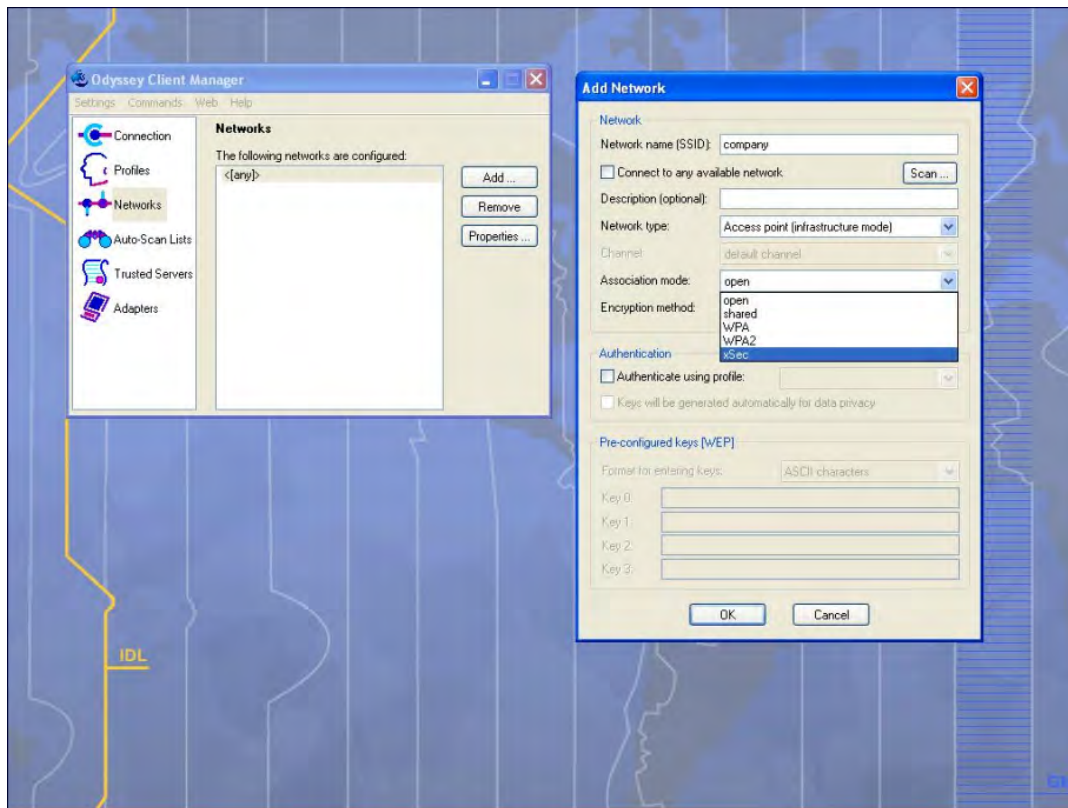 Odyssey Client Manager
Settings Commands Web Help
Connection
Profiles
Networks
Auto-Scan Lists
Trusted Servers
Adapters
Networks
The following networks are configured:
<[any]>
Add ...
Remove
Properties ...
Add Network
Network
Network name (SSID): company
Connect to any available network
Scan ...
Description (optional):
Network type: Access point (infrastructure mode)
Channel: default channel
Association mode: open
Encryption method:
open
shared
WPA
WPA2
xSec
Authentication
Authenticate using profile:
Keys will be generated automatically for data privacy
Pre-configured keys [WEP]
Format for entering keys: ASCII characters
Key 0:
Key 1:
Key 2:
Key 3:
OK Cancel
IDL